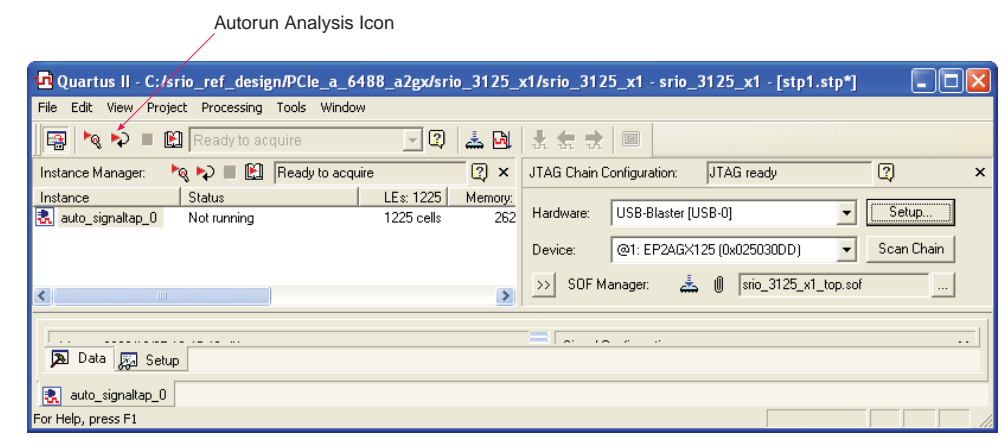 Autorun Analysis Icon
Quartus II - C:/srio_ref_design/PCIe_a_6488_a2gx/srio_3125_x1/srio_3125_x1 - srio_3125_x1 - [stp1.stp*]
File Edit View Project Processing Tools Window
Ready to acquire
Instance Manager: Ready to acquire
JTAG Chain Configuration: JTAG ready
Instance Status LEs: 1225 Memory:
auto_signaltap_0 Not running 1225 cells 262
Hardware: USB-Blaster [USB-0] Setup...
Device: @1: EP2AGX125 (0x025030DD) Scan Chain
>> SOF Manager: srio_3125_x1_top.sof ...
Data Setup
auto_signaltap_0
For Help, press F1